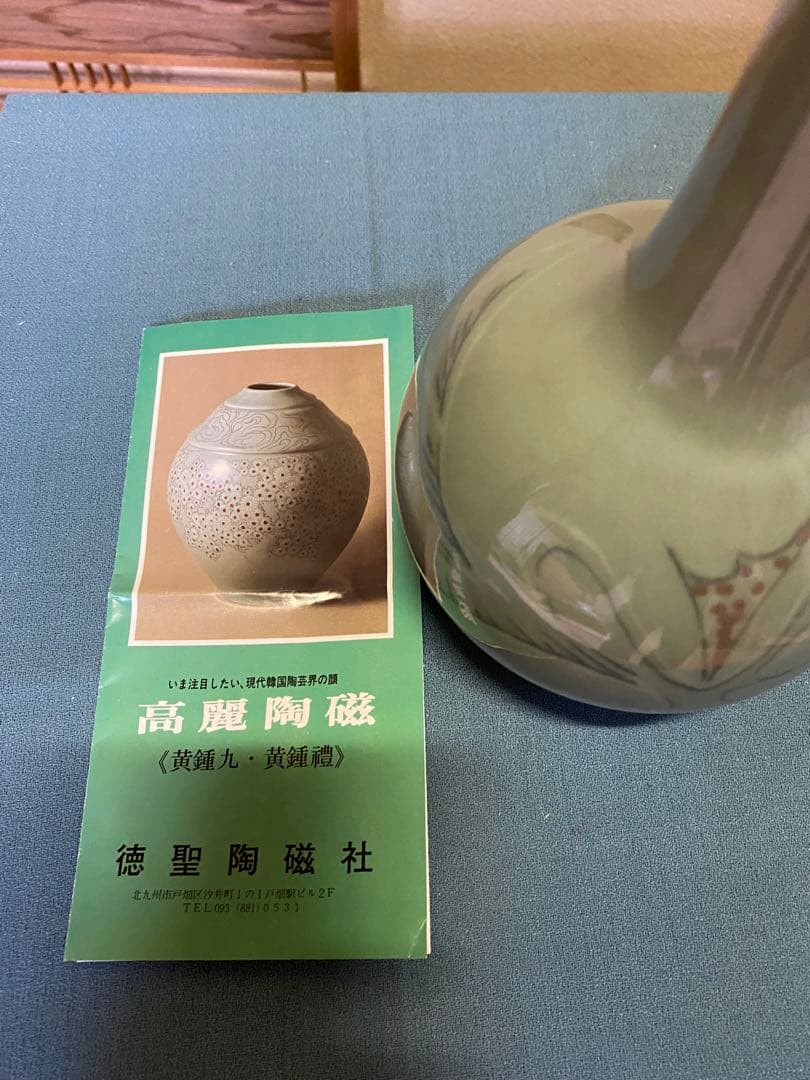 いま注目したい、現代韓国陶芸界の顔
高麗陶磁
《黄鍾九・黄鍾禮》
徳聖陶磁社
北九州市戸畑区汐井町1の1戸畑駅ビル2F
TEL093(881)0531